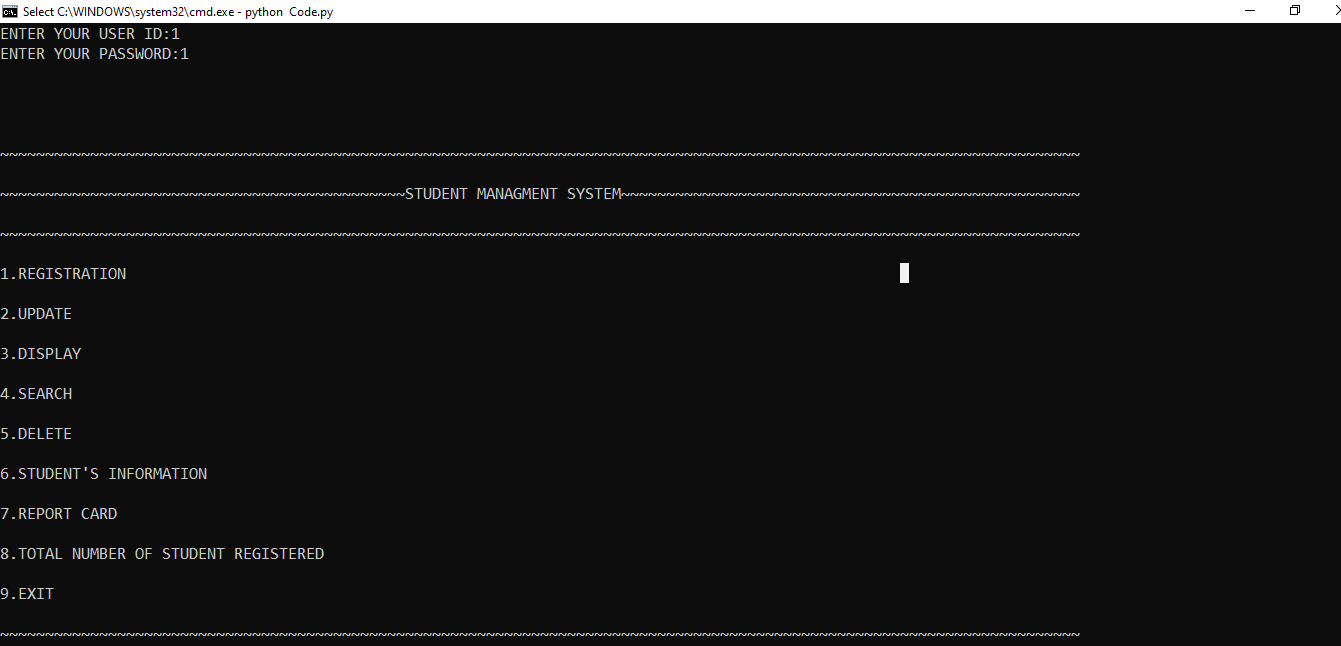 Select C:\WINDOWS\system32\cmd.exe - python  Code.py
ENTER YOUR USER ID:1
ENTER YOUR PASSWORD:1
~~~~~~~~~~~~~~~~~~~~~~~~~~~~~~~~~~~~~~~~~~~~~~~~~~~~~~~~~~~~~~~~~~~~~~~~~~~~~~~~~~~~~~~~~~~~~~~~~~~~~~~~~~~~~~~~~~~~~~~~
~~~~~~~~~~~~~~~~~~~~~~~~~~~~~~~~~~~~~~~~~~~~~STUDENT MANAGMENT SYSTEM~~~~~~~~~~~~~~~~~~~~~~~~~~~~~~~~~~~~~~~~~~~~~~~~~~~
~~~~~~~~~~~~~~~~~~~~~~~~~~~~~~~~~~~~~~~~~~~~~~~~~~~~~~~~~~~~~~~~~~~~~~~~~~~~~~~~~~~~~~~~~~~~~~~~~~~~~~~~~~~~~~~~~~~~~~~~
1.REGISTRATION
2.UPDATE
3.DISPLAY
4.SEARCH
5.DELETE
6.STUDENT'S INFORMATION
7.REPORT CARD
8.TOTAL NUMBER OF STUDENT REGISTERED
9.EXIT
~~~~~~~~~~~~~~~~~~~~~~~~~~~~~~~~~~~~~~~~~~~~~~~~~~~~~~~~~~~~~~~~~~~~~~~~~~~~~~~~~~~~~~~~~~~~~~~~~~~~~~~~~~~~~~~~~~~~~~~~